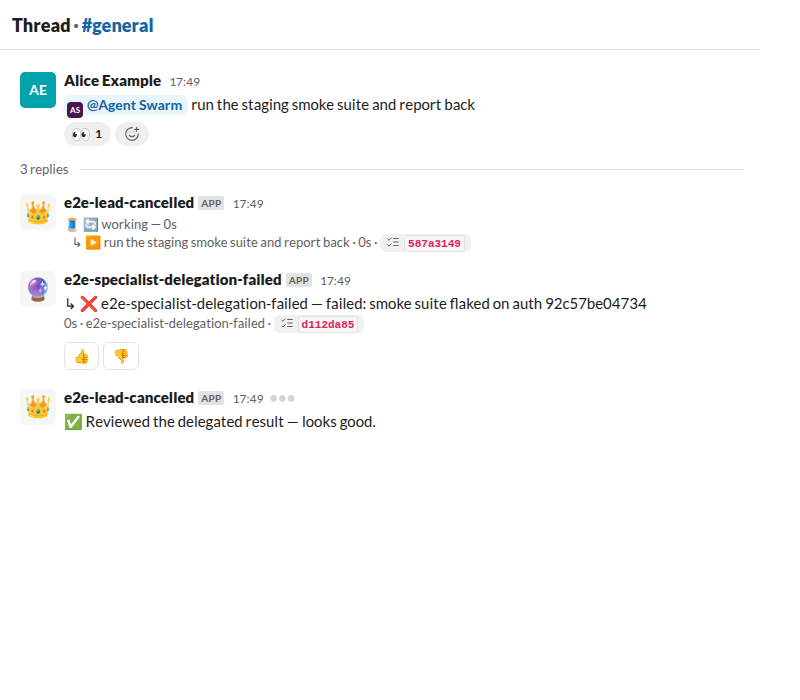 Thread • #general
AE
Alice Example 17:49
AS @Agent Swarm run the staging smoke suite and report back
1
3 replies
e2e-lead-cancelled APP 17:49
working — 0s
↳ run the staging smoke suite and report back · 0s · 587a3149
e2e-specialist-delegation-failed APP 17:49
↳ ❌ e2e-specialist-delegation-failed — failed: smoke suite flaked on auth 92c57be04734
0s · e2e-specialist-delegation-failed · d112da85
e2e-lead-cancelled APP 17:49
✅ Reviewed the delegated result — looks good.